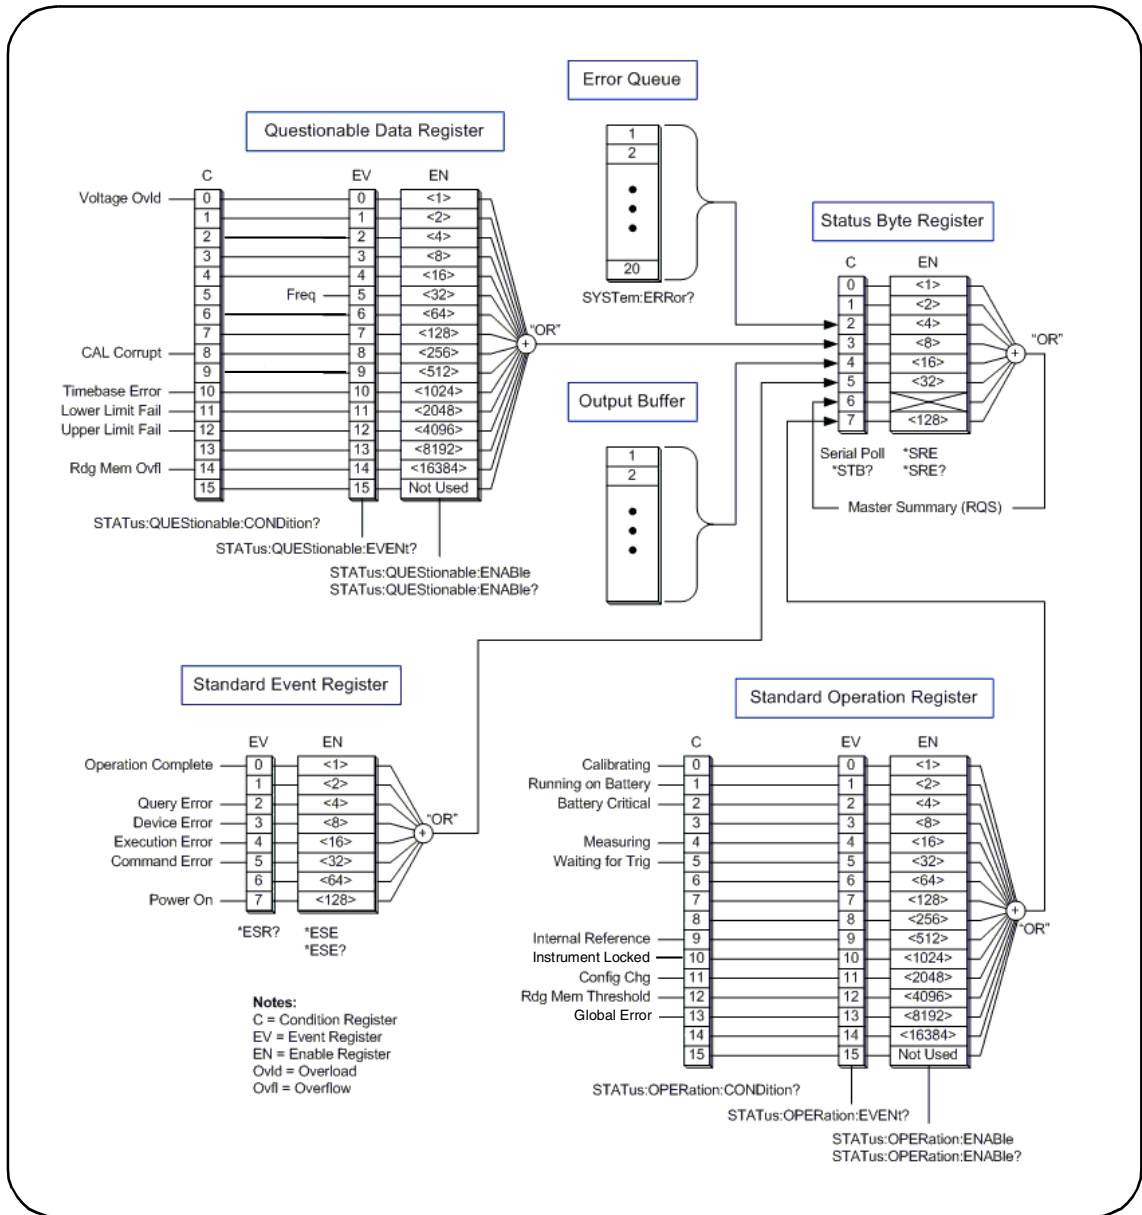 Error Queue
1
2
20
SYSTem:ERRor?
Questionable Data Register
C EV EN
Voltage Ovld 0 0 <1>
1 1 <2>
2 2 <4>
3 3 <8>
4 4 <16>
5 Freq 5 <32>
6 6 <64>
7 7 <128>
CAL Corrupt 8 8 <256>
9 9 <512>
Timebase Error 10 10 <1024>
Lower Limit Fail 11 11 <2048>
Upper Limit Fail 12 12 <4096>
13 13 <8192>
Rdg Mem Ovfl 14 14 <16384>
15 15 Not Used
"OR"
+
STATus:QUEStionable:CONDition?
STATus:QUEStionable:EVENt?
STATus:QUEStionable:ENABle
STATus:QUEStionable:ENABle?
Output Buffer
1
2
Status Byte Register
C EN
0 <1>
1 <2>
2 <4>
3 <8>
4 <16>
5 <32>
6
7 <128>
"OR"
+
Serial Poll *SRE
*STB? *SRE?
Master Summary (RQS)
Standard Event Register
EV EN
Operation Complete 0 <1>
1 <2>
Query Error 2 <4>
Device Error 3 <8>
Execution Error 4 <16>
Command Error 5 <32>
6 <64>
Power On 7 <128>
"OR"
+
*ESR? *ESE
*ESE?
Standard Operation Register
C EV EN
Calibrating 0 0 <1>
Running on Battery 1 1 <2>
Battery Critical 2 2 <4>
3 3 <8>
Measuring 4 4 <16>
Waiting for Trig 5 5 <32>
6 6 <64>
7 7 <128>
8 8 <256>
Internal Reference 9 9 <512>
Instrument Locked 10 10 <1024>
Config Chg 11 11 <2048>
Rdg Mem Threshold 12 12 <4096>
Global Error 13 13 <8192>
14 14 <16384>
15 15 Not Used
+
"OR"
STATus:OPERation:CONDition?
STATus:OPERation:EVENt?
STATus:OPERation:ENABle
STATus:OPERation:ENABle?
Notes:
C = Condition Register
EV = Event Register
EN = Enable Register
Ovld = Overload
Ovfl = Overflow